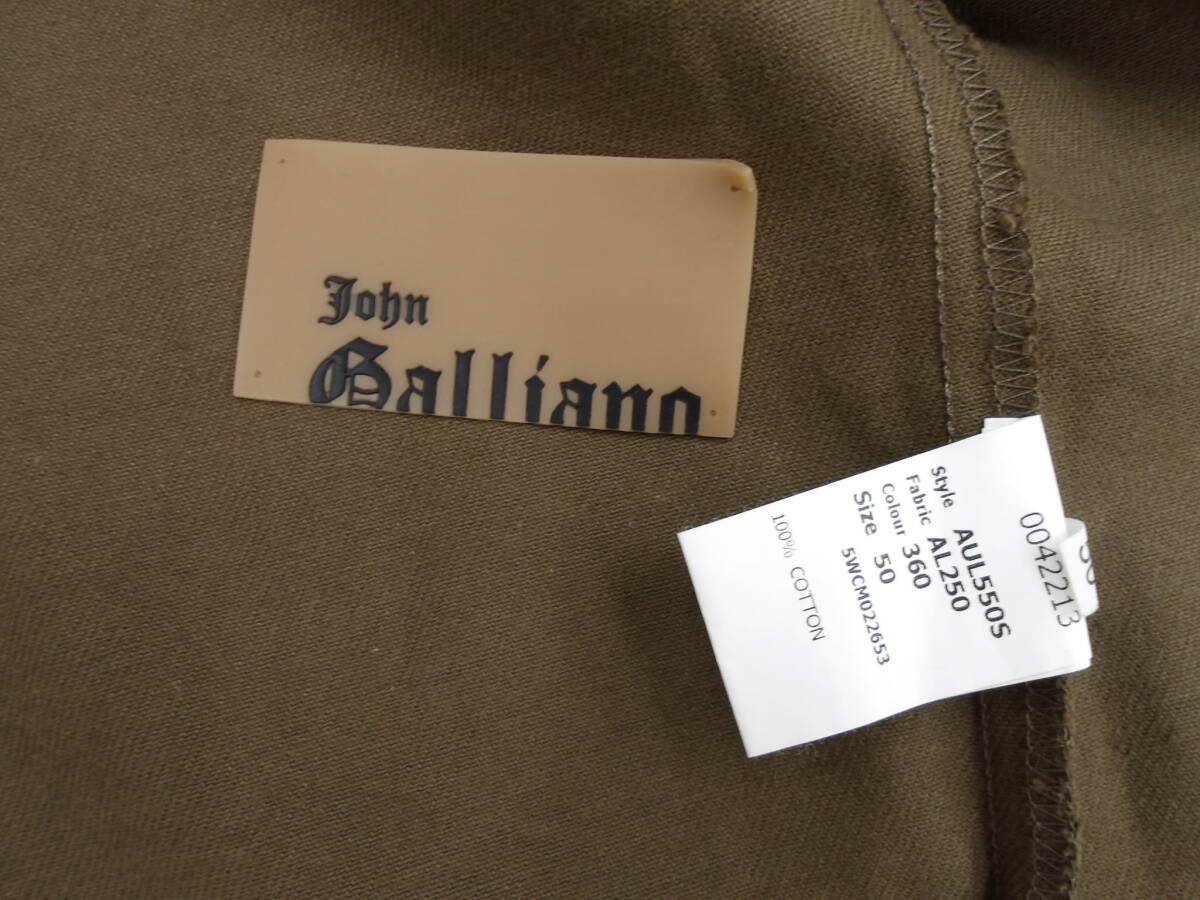 John
Galliano
0042213
Style AUL550S
Fabric AL250
Colour 360
Size 50
5WCM022653
100% COTTON